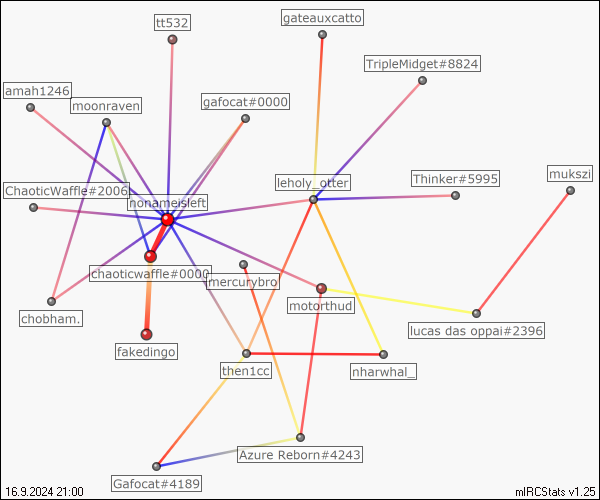 tt532
gateauxcatto
TripleMidget#8824
amah1246
moonraven
gafocat#0000
ChaoticWaffle#2006
nonameisleft
leholy_otter
Thinker#5995
mukszi
chaoticwaffle#0000
mercurybro
chobham.
motorthud
lucas das oppai#2396
fakedingo
then1cc
nharwhal_
Azure Reborn#4243
Gafocat#4189
16.9.2024 21:00
mIRCStats v1.25